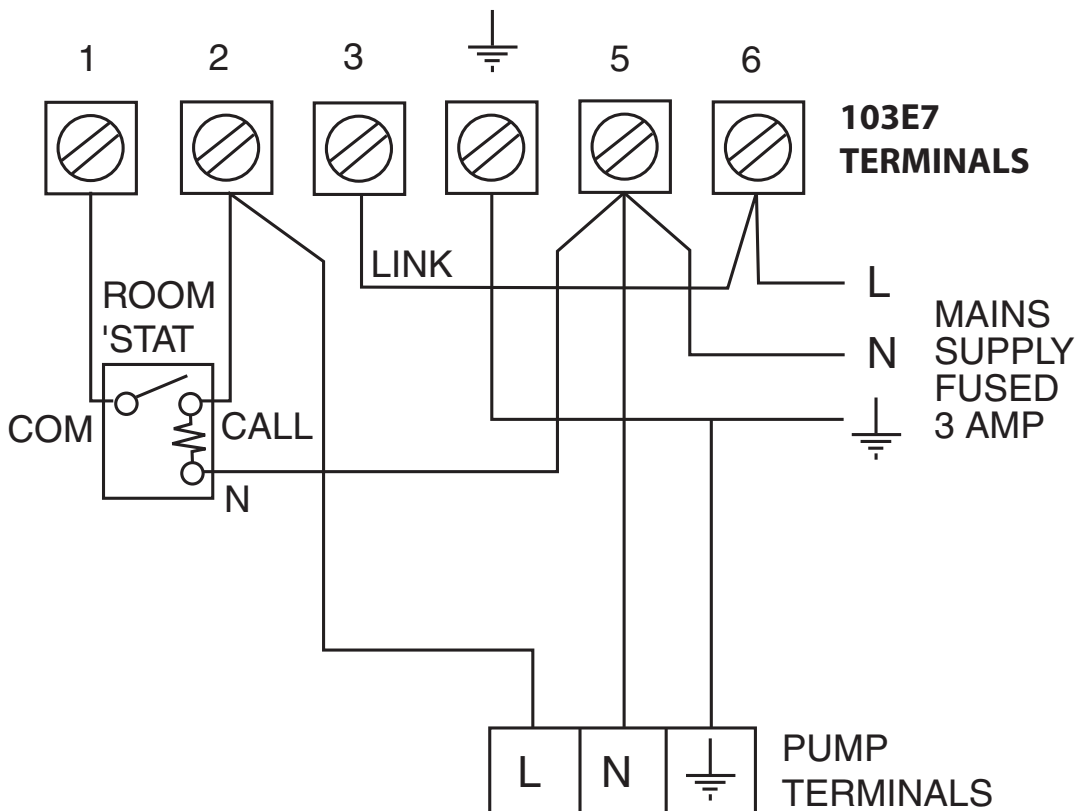 1 2 3 5 6
103E7
TERMINALS
LINK
ROOM
'STAT
COM
CALL
N
L
N
MAINS
SUPPLY
FUSED
3 AMP
L N
PUMP
TERMINALS